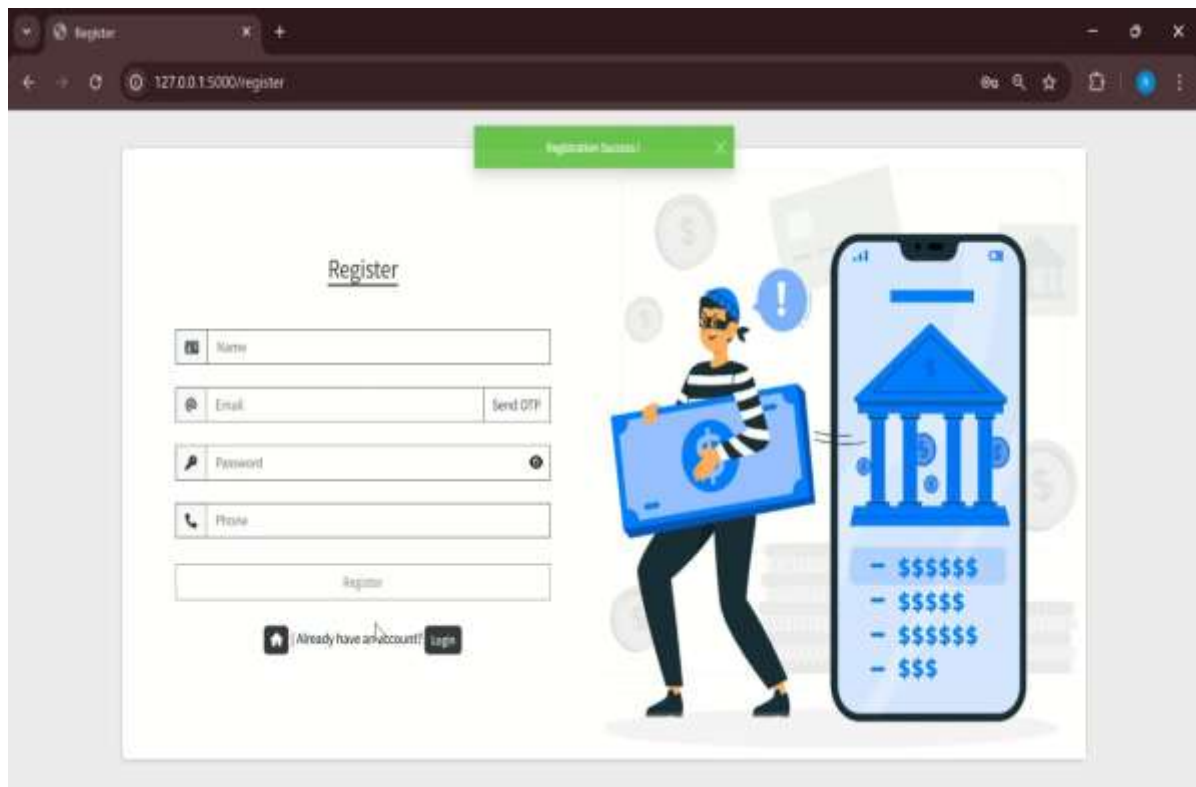 Register
127.0.0.1:5000/register
Registration Success!
Register
Name
Email
Send OTP
Password
Phone
Register
Already have an account? Login
$$$$$$
$$$$$
$$$$$$
$$$